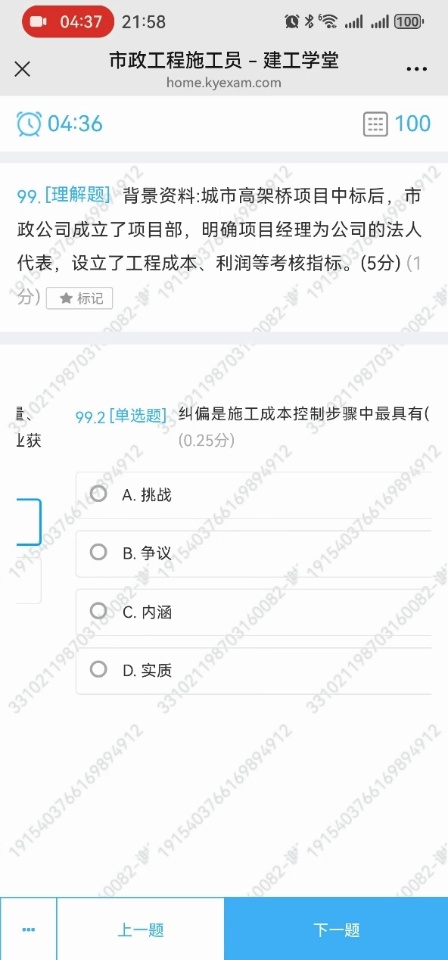 04:37 21:58 100
市政工程施工员 - 建工学堂
home.kyexam.com
04:36 100
99. [理解题] 背景资料:城市高架桥项目中标后，市
政公司成立了项目部，明确项目经理为公司的法人
代表，设立了工程成本、利润等考核指标。(5分) (1
分) 标记
99.2 [单选题] 纠偏是施工成本控制步骤中最具有(
业获
(0.25分)
A. 挑战
B. 争议
C. 内涵
D. 实质
331021198703160082
1915403766169894912
上一题
下一题